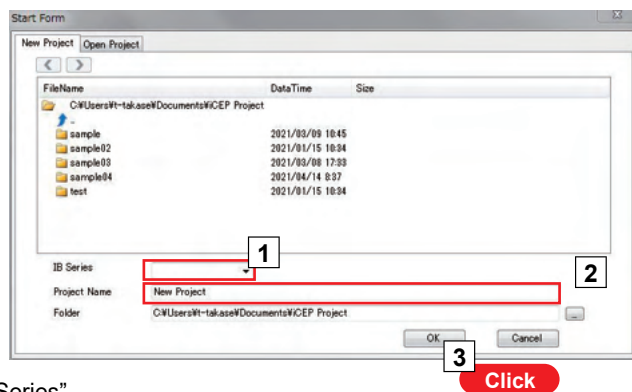 Start Form
New Project Open Project
< >
FileName DataTime Size
C:¥Users¥t-takase¥Documents¥iCEP Project
..
sample 2021/03/09 10:45
sample02 2021/01/15 10:34
sample03 2021/03/08 17:33
sample04 2021/04/14 8:37
test 2021/01/15 10:34
1
IB Series
2
Project Name New Project
Folder C:¥Users¥t-takase¥Documents¥iCEP Project ...
OK Cancel
3
Click
Series”